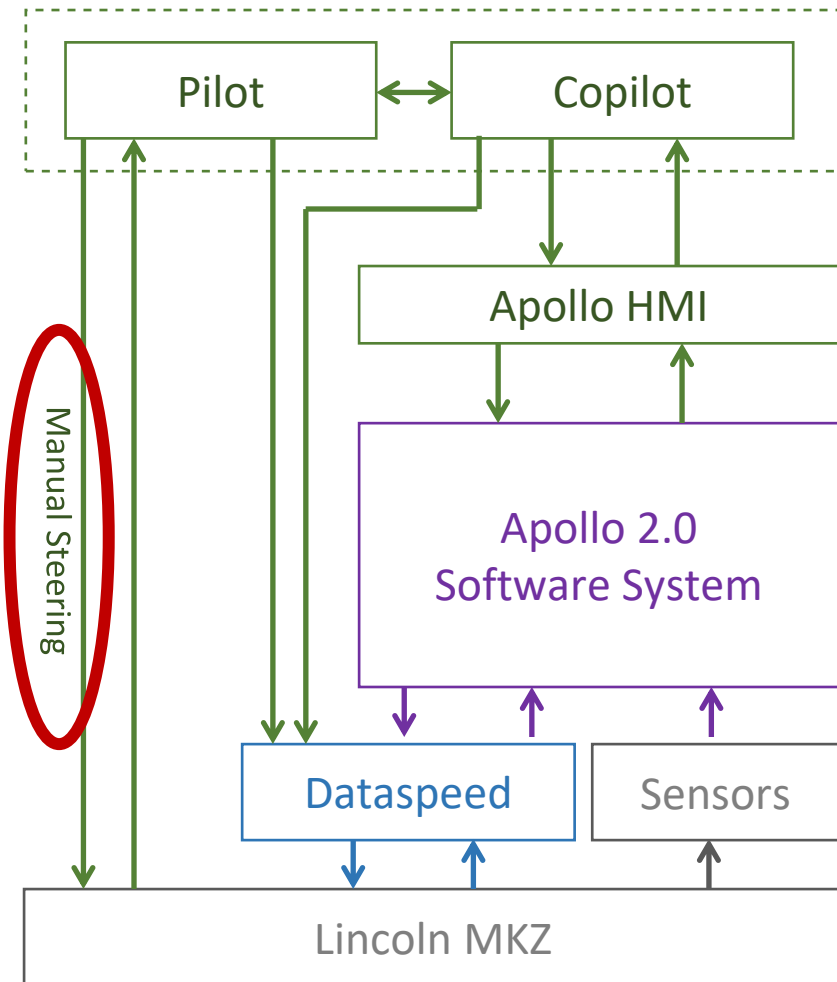 Pilot
Copilot
Apollo HMI
Manual Steering
Apollo 2.0
Software System
Dataspeed
Sensors
Lincoln MKZ